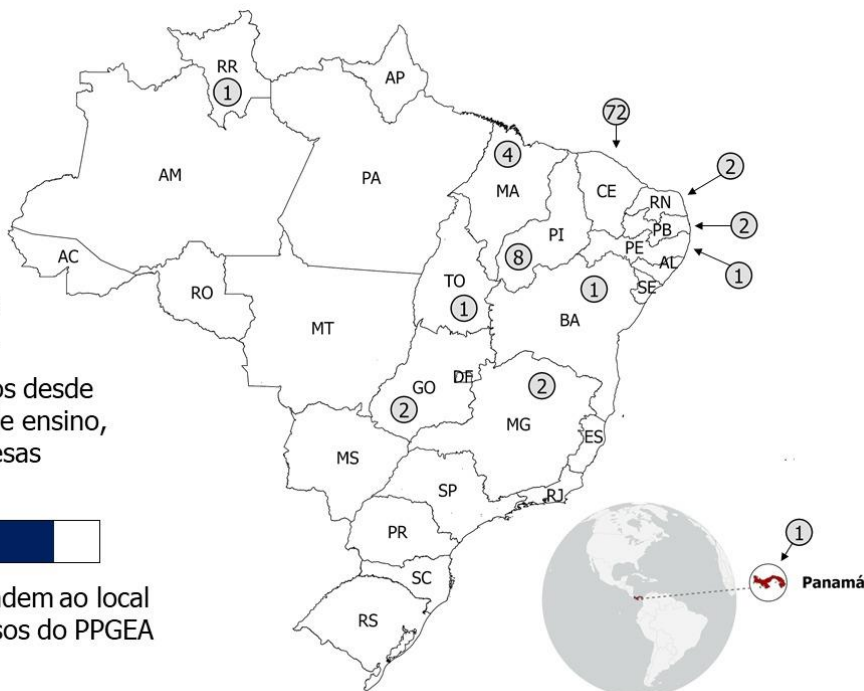 RR
1
AP
72
4
AM
PA
MA
CE
2
RN
PB
2
PI
PE
AL
1
8
AC
TO
SE
RO
1
1
BA
MT
os desde
e ensino,
esas
GO
DF
2
2
MG
ES
MS
SP
RJ
PR
1
SC
Panamá
ndem ao local
sos do PPGEA
RS